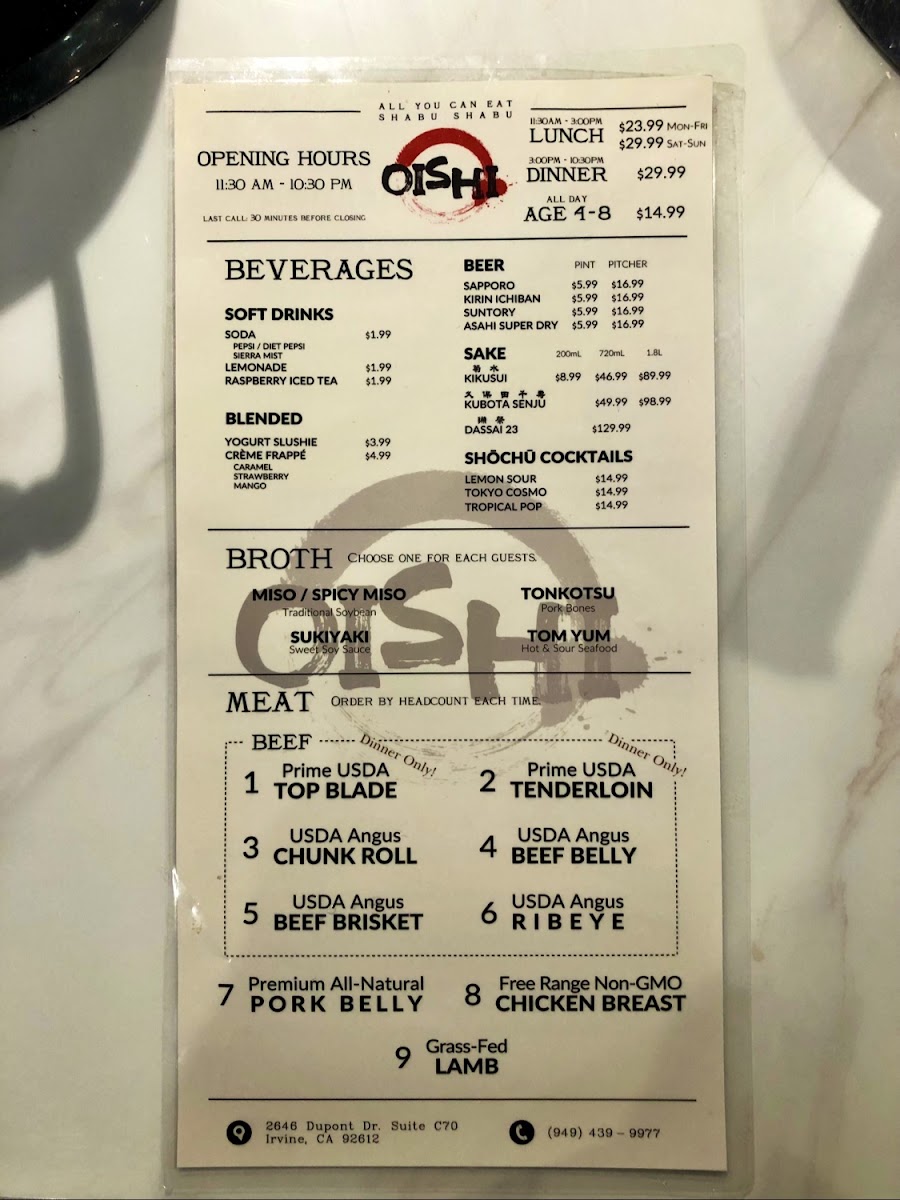 ALL YOU CAN EAT
SHABU SHABU
OISHI
OPENING HOURS
11:30 AM - 10:30 PM
LAST CALL: 30 MINUTES BEFORE CLOSING
11:30AM - 3:00PM
LUNCH $23.99 MON-FRI
$29.99 SAT-SUN
3:00PM - 10:30PM
DINNER $29.99
ALL DAY
AGE 4-8 $14.99
BEVERAGES
SOFT DRINKS
SODA $1.99
PEPSI / DIET PEPSI
SIERRA MIST
LEMONADE $1.99
RASPBERRY ICED TEA $1.99
BLENDED
YOGURT SLUSHIE $3.99
CRÈME FRAPPÉ $4.99
CARAMEL
STRAWBERRY
MANGO
BEER PINT PITCHER
SAPPORO $5.99 $16.99
KIRIN ICHIBAN $5.99 $16.99
SUNTORY $5.99 $16.99
ASAHI SUPER DRY $5.99 $16.99
SAKE 200mL 720mL 1.8L
菊水
KIKUSUI $8.99 $46.99 $89.99
久保田千寿
KUBOTA SENJU $49.99 $98.99
獺祭
DASSAI 23 $129.99
SHŌCHŪ COCKTAILS
LEMON SOUR $14.99
TOKYO COSMO $14.99
TROPICAL POP $14.99
BROTH CHOOSE ONE FOR EACH GUESTS.
MISO / SPICY MISO
Traditional Soybean
TONKOTSU
Pork Bones
SUKIYAKI
Sweet Soy Sauce
TOM YUM
Hot & Sour Seafood
OISHI
MEAT ORDER BY HEADCOUNT EACH TIME.
BEEF
Dinner Only!
1 Prime USDA
TOP BLADE
Dinner Only!
2 Prime USDA
TENDERLOIN
3 USDA Angus
CHUNK ROLL
4 USDA Angus
BEEF BELLY
5 USDA Angus
BEEF BRISKET
6 USDA Angus
RIBEYE
7 Premium All-Natural
PORK BELLY
8 Free Range Non-GMO
CHICKEN BREAST
9 Grass-Fed
LAMB
2646 Dupont Dr. Suite C70
Irvine, CA 92612
(949) 439 - 9977